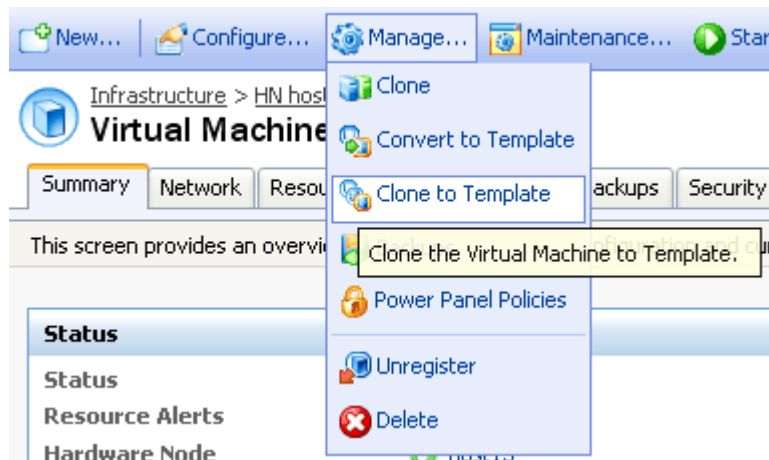 New... Configure... Manage... Maintenance... Star
Infrastructure > HN host
Virtual Machine
Clone
Convert to Template
Summary Network Resou ackups Security
Clone to Template
This screen provides an overvi
Clone the Virtual Machine to Template.
Power Panel Policies
Status
Unregister
Status
Resource Alerts
Delete
Hardware Node